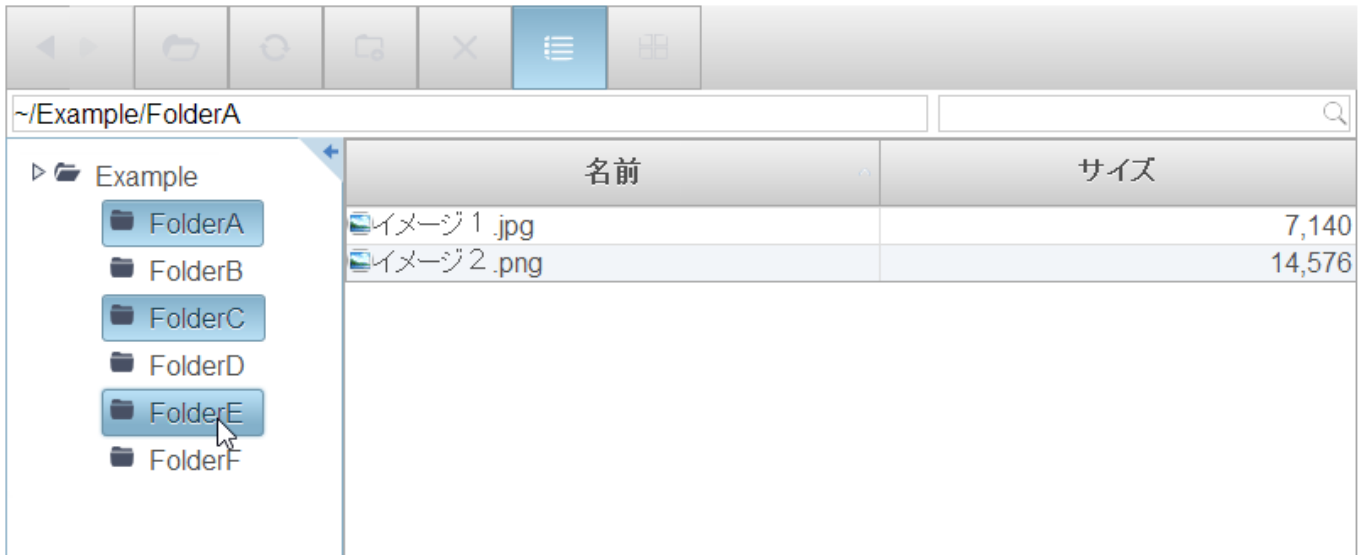 ~/Example/FolderA
Example
FolderA
FolderB
FolderC
FolderD
FolderE
FolderF
名前 サイズ
イメージ１.jpg 7,140
イメージ２.png 14,576